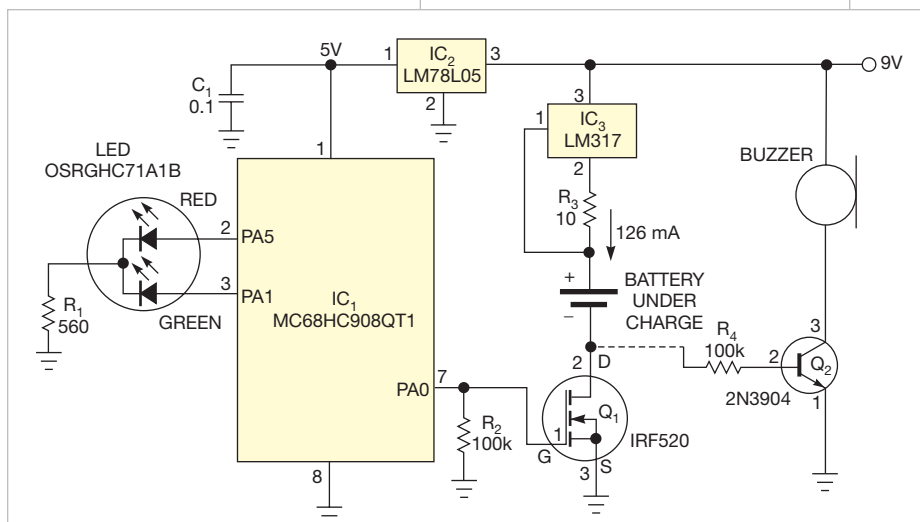 5V
1
IC2
LM78L05
3
2
9V
C1
0.1
3
1
IC3
LM317
2
R3
10
126 mA
BUZZER
LED
OSRGHC71A1B
RED
GREEN
R1
560
1
2
PA5
3
PA1
IC1
MC68HC908QT1
PA0
7
8
R2
100k
+
–
BATTERY
UNDER
CHARGE
2
D
G
1
Q1
IRF520
3
S
R4
100k
2
3
Q2
1
2N3904